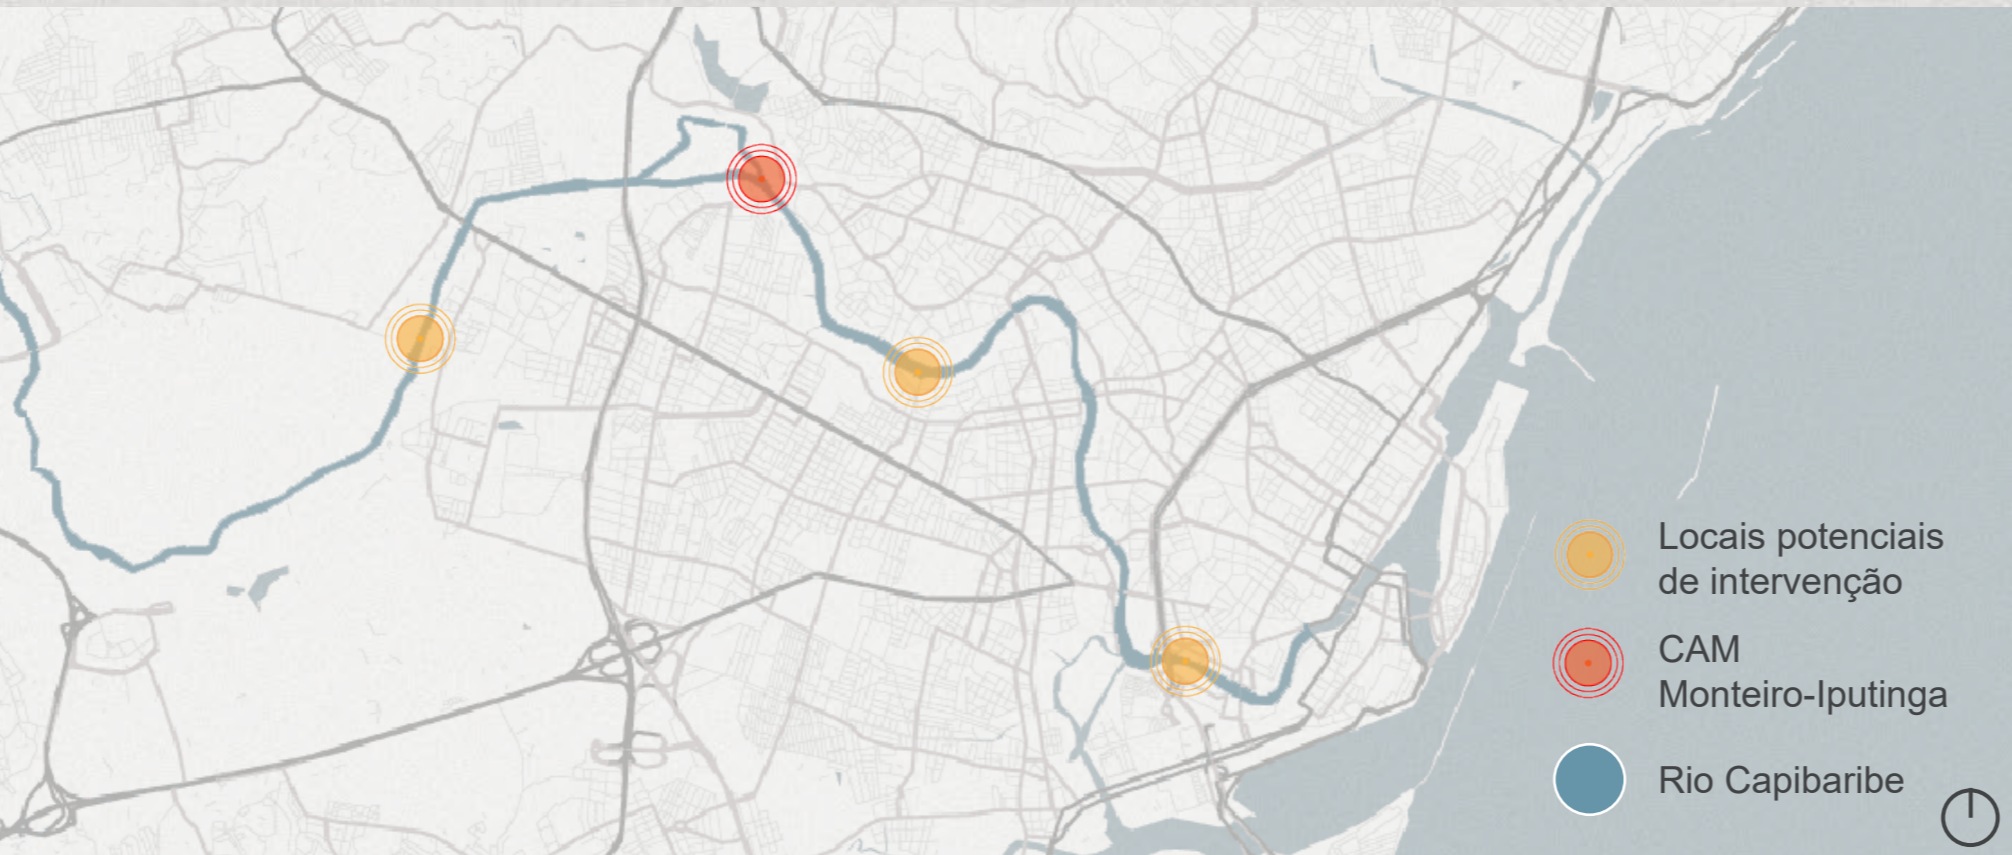 Locais potenciais
de intervenção
CAM
Monteiro-Iputinga
Rio Capibaribe